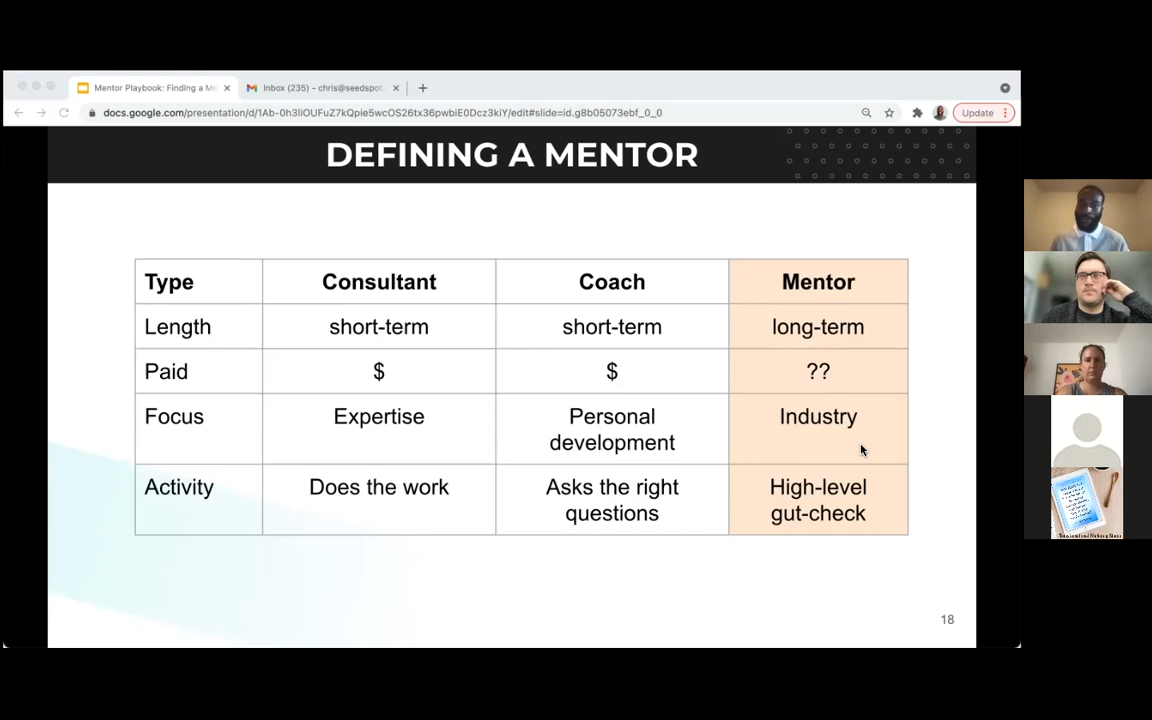 Mentor Playbook: Finding a Me
Inbox (235) - chris@seedspot.
docs.google.com/presentation/d/1Ab-0h3liOUFuZ7kQpie5wcOS26tx36pwbiE0Dcz3kiY/edit#slide=id.g8b05073ebf_0_0
Update
DEFINING A MENTOR
Type Consultant Coach Mentor
Length short-term short-term long-term
Paid $ $ ??
Focus Expertise Personal Industry
development
Activity Does the work Asks the right High-level
questions gut-check
18